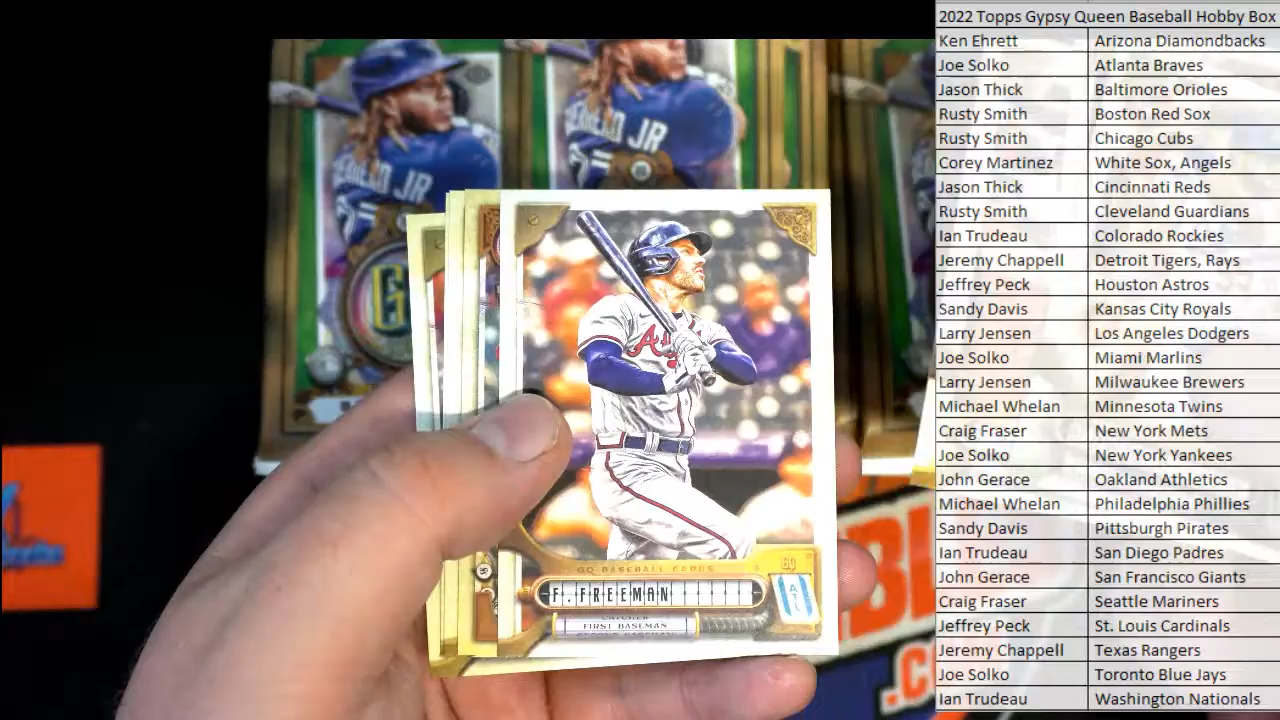 2022 Topps Gypsy Queen Baseball Hobby Box
Ken Ehrett Arizona Diamondbacks
Joe Solko Atlanta Braves
Jason Thick Baltimore Orioles
Rusty Smith Boston Red Sox
Rusty Smith Chicago Cubs
Corey Martinez White Sox, Angels
Jason Thick Cincinnati Reds
Rusty Smith Cleveland Guardians
Ian Trudeau Colorado Rockies
Jeremy Chappell Detroit Tigers, Rays
Jeffrey Peck Houston Astros
Sandy Davis Kansas City Royals
Larry Jensen Los Angeles Dodgers
Joe Solko Miami Marlins
Larry Jensen Milwaukee Brewers
Michael Whelan Minnesota Twins
Craig Fraser New York Mets
Joe Solko New York Yankees
John Gerace Oakland Athletics
Michael Whelan Philadelphia Phillies
Sandy Davis Pittsburgh Pirates
Ian Trudeau San Diego Padres
John Gerace San Francisco Giants
Craig Fraser Seattle Mariners
Jeffrey Peck St. Louis Cardinals
Jeremy Chappell Texas Rangers
Joe Solko Toronto Blue Jays
Ian Trudeau Washington Nationals
JR
JR
GQ BASEBALL CARDS
GQ
F. FREEMAN
ATL
CATCHER
FIRST BASEMAN
SECOND BASEMAN